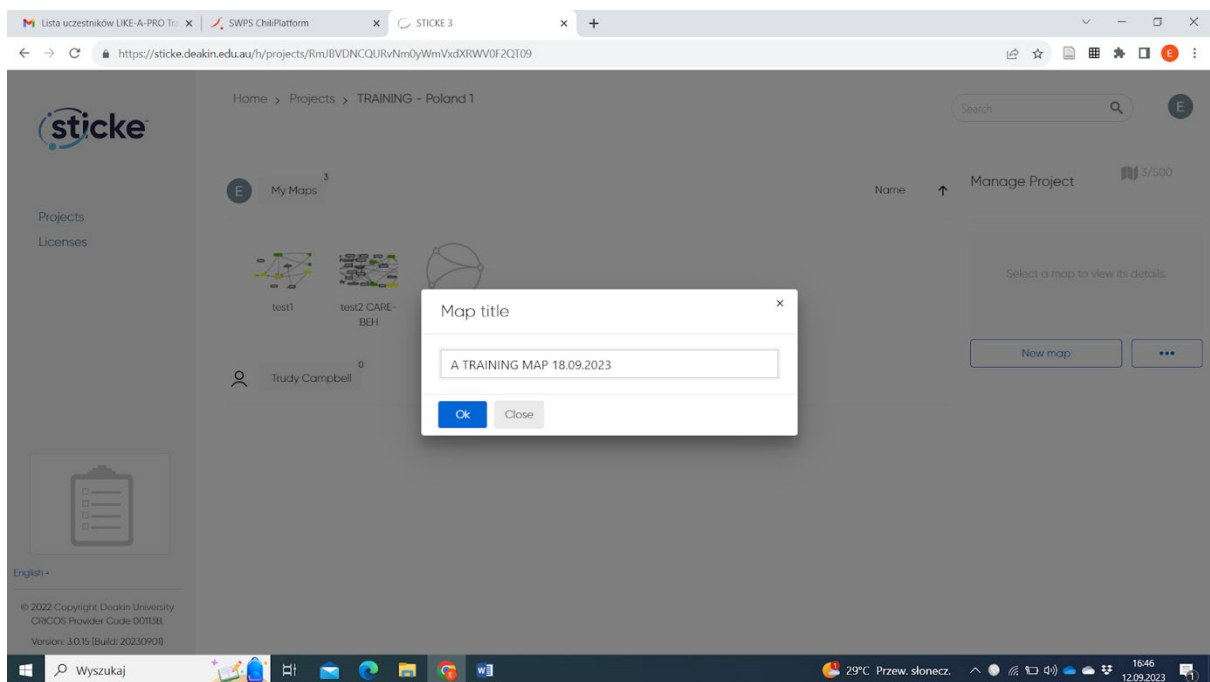 Lista uczestników LIKE-A-PRO Tra
SWPS ChiliPlatform
STICKE 3
https://sticke.deakin.edu.au/h/projects/RmJBVDNCQURvNm0yWmVxdXRWV0F2QT09
E
Home > Projects > TRAINING - Poland 1
Search
E
sticke
E My Maps 3
Name
Manage Project
3/500
Projects
Licenses
Select a map to view its details.
test1
test2 CARE-
BEH
Map title
A TRAINING MAP 18.09.2023
Ok
Close
New map
Trudy Campbell 0
English
© 2022 Copyright Deakin University
CRICOS Provider Code 00113B.
Version: 3.0.15 (Build: 20230901)
Wyszukaj
29°C Przew. słonecz.
16:46
12.09.2023
1